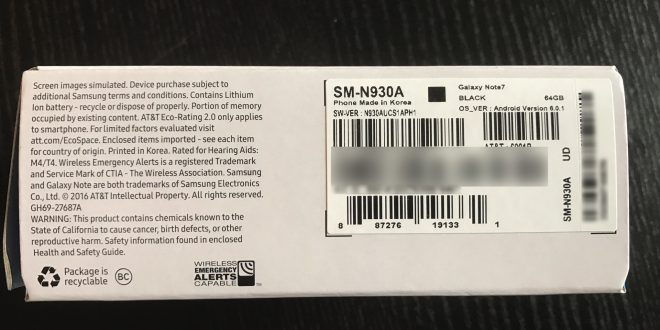 Screen images simulated. Device purchase subject to
additional Samsung terms and conditions. Contains Lithium
Ion battery - recycle or dispose of properly. Portion of memory
occupied by existing content. AT&T Eco-Rating 2.0 only applies
to smartphone. For limited factors evaluated visit
att.com/EcoSpace. Enclosed items imported - see each item
for country of origin. Printed in Korea. Rated for Hearing Aids:
M4/T4. Wireless Emergency Alerts is a registered Trademark
and Service Mark of CTIA - The Wireless Association. Samsung
and Galaxy Note are both trademarks of Samsung Electronics
Co., Ltd. © 2016 AT&T Intellectual Property. All rights reserved.
GH69-27687A
WARNING: This product contains chemicals known to the
State of California to cause cancer, birth defects, or other
reproductive harm. Safety information found in enclosed
Health and Safety Guide.
Package is
recyclable
BC
WIRELESS
EMERGENCY
ALERTS
CAPABLE
TM
SM-N930A
Phone Made in Korea
SW-VER : N930AUCS1APH1
Galaxy Note7
BLACK 64GB
OS_VER : Android Version 6.0.1
8 87276 19133 1
SM-N930A UD